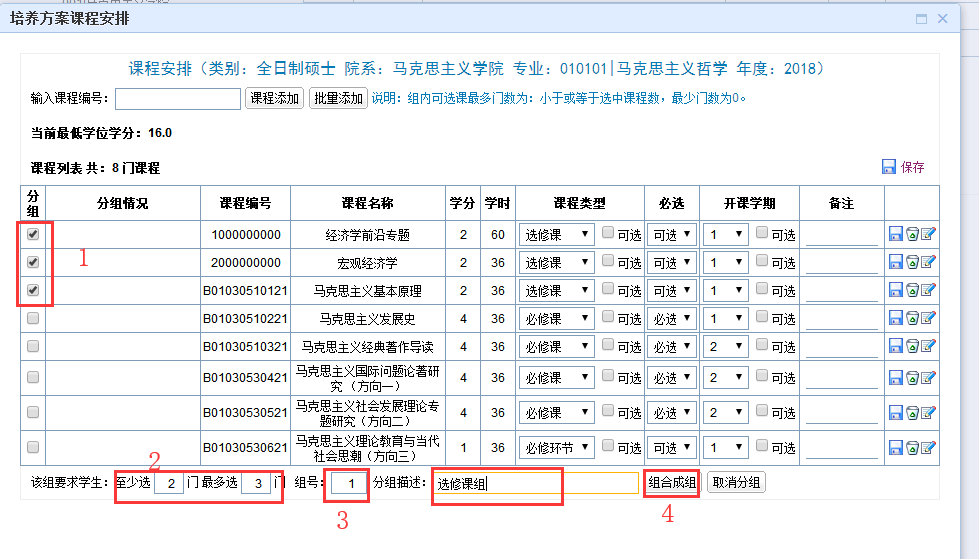 培养方案课程安排
课程安排（类别：全日制硕士 院系：马克思主义学院 专业：010101|马克思主义哲学 年度：2018）
输入课程编号： 课程添加 批量添加 说明：组内可选课最多门数为：小于或等于选中课程数，最少门数为0。
当前最低学位学分：16.0
课程列表 共：8 门课程 保存
分组 分组情况 课程编号 课程名称 学分 学时 课程类型 必选 开课学期 备注
1000000000 经济学前沿专题 2 60 选修课 可选 可选 1 可选
1
2000000000 宏观经济学 2 36 选修课 可选 可选 1 可选
B01030510121 马克思主义基本原理 2 36 选修课 可选 可选 1 可选
B01030510221 马克思主义发展史 4 36 必修课 可选 必选 1 可选
B01030510321 马克思主义经典著作导读 4 36 必修课 可选 必选 2 可选
B01030530421 马克思主义国际问题论著研究（方向一） 4 36 必修课 可选 必选 2 可选
B01030530521 马克思主义社会发展理论专题研究（方向二） 4 36 必修课 可选 必选 2 可选
B01030530621 马克思主义理论教育与当代社会思潮（方向三） 1 36 必修环节 可选 可选 1 可选
2
该组要求学生：至少选 2 门 最多选 3 门 组号： 1 分组描述： 选修课组 组合成组 取消分组
3 4